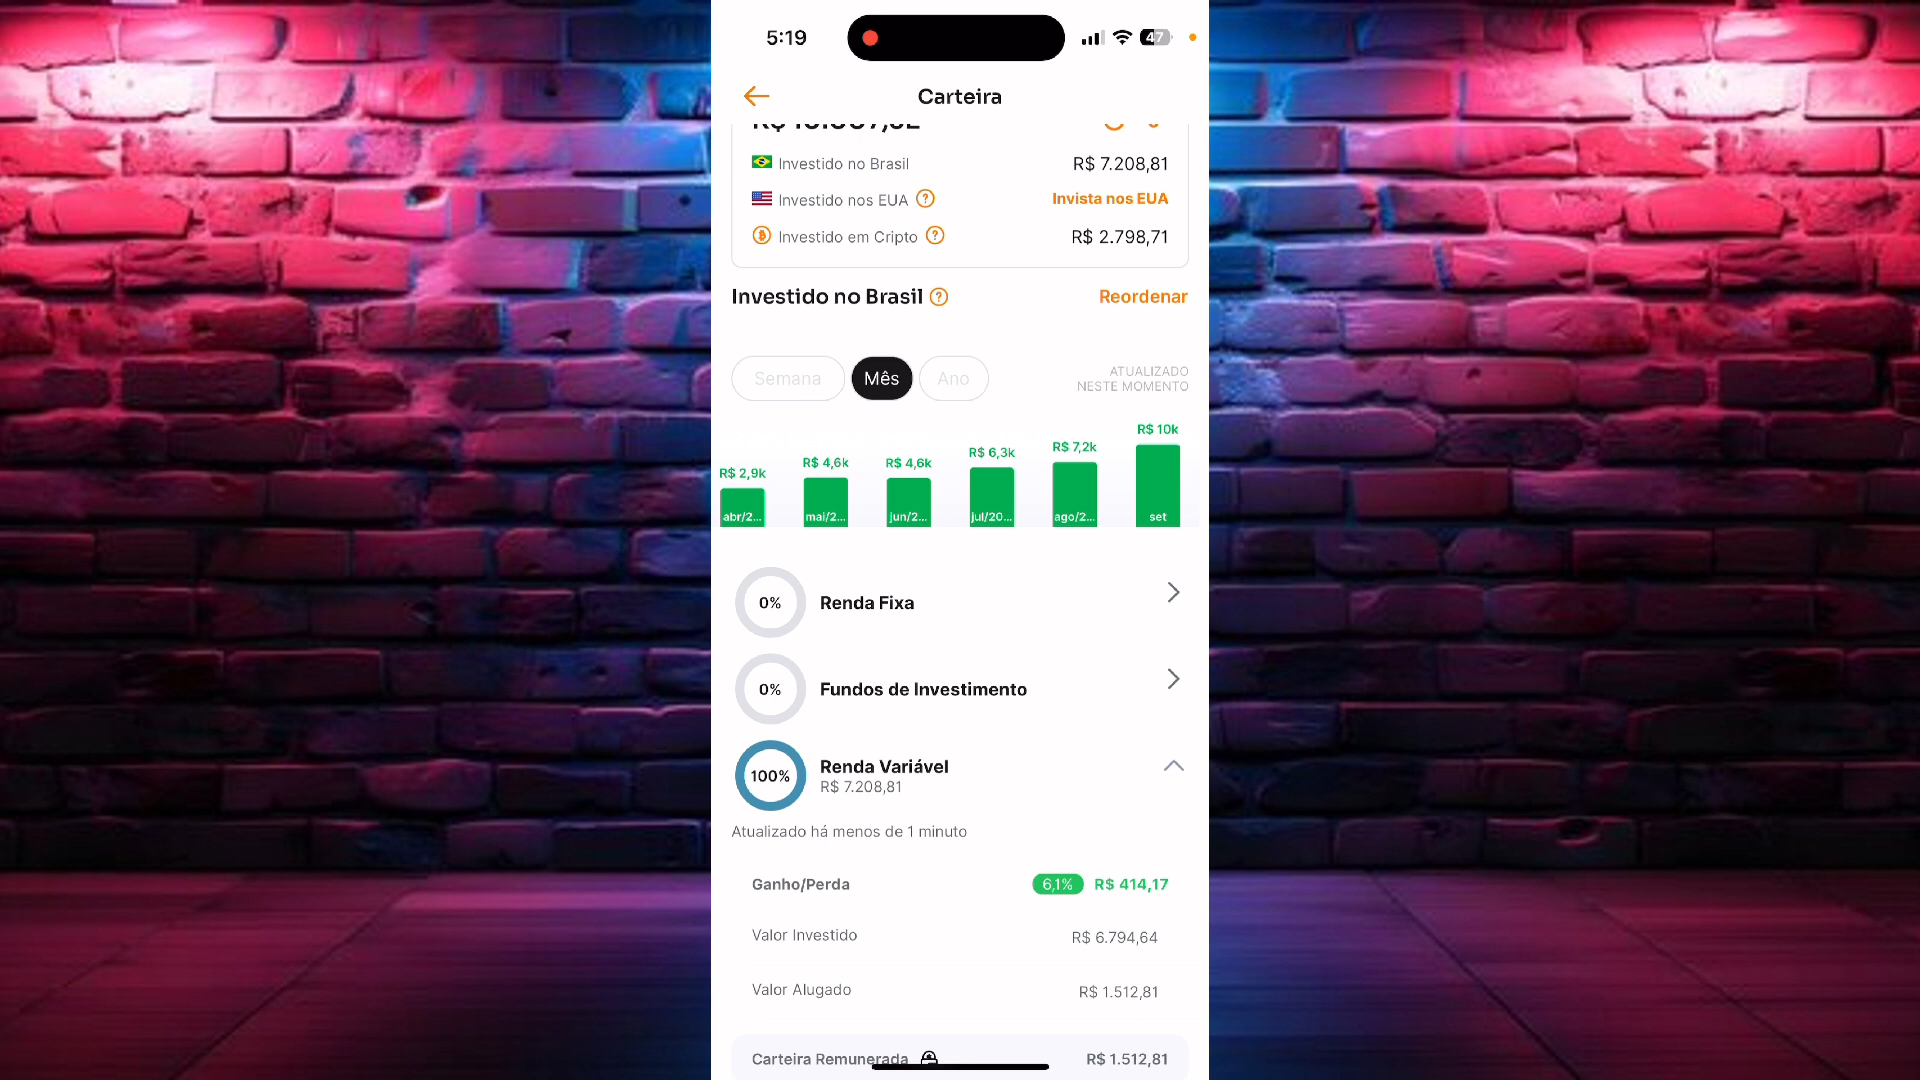 5:19
47
Carteira
Investido no Brasil R$ 7.208,81
Investido nos EUA ? Invista nos EUA
Investido em Cripto ? R$ 2.798,71
Investido no Brasil ? Reordenar
Semana Mês Ano
ATUALIZADO
NESTE MOMENTO
R$ 2,9k R$ 4,6k R$ 4,6k R$ 6,3k R$ 7,2k R$ 10k
abr/2... mai/2... jun/2... jul/20... ago/2... set
0% Renda Fixa
0% Fundos de Investimento
100% Renda Variável
R$ 7.208,81
Atualizado há menos de 1 minuto
Ganho/Perda 6,1% R$ 414,17
Valor Investido R$ 6.794,64
Valor Alugado R$ 1.512,81
Carteira Remunerada R$ 1.512,81